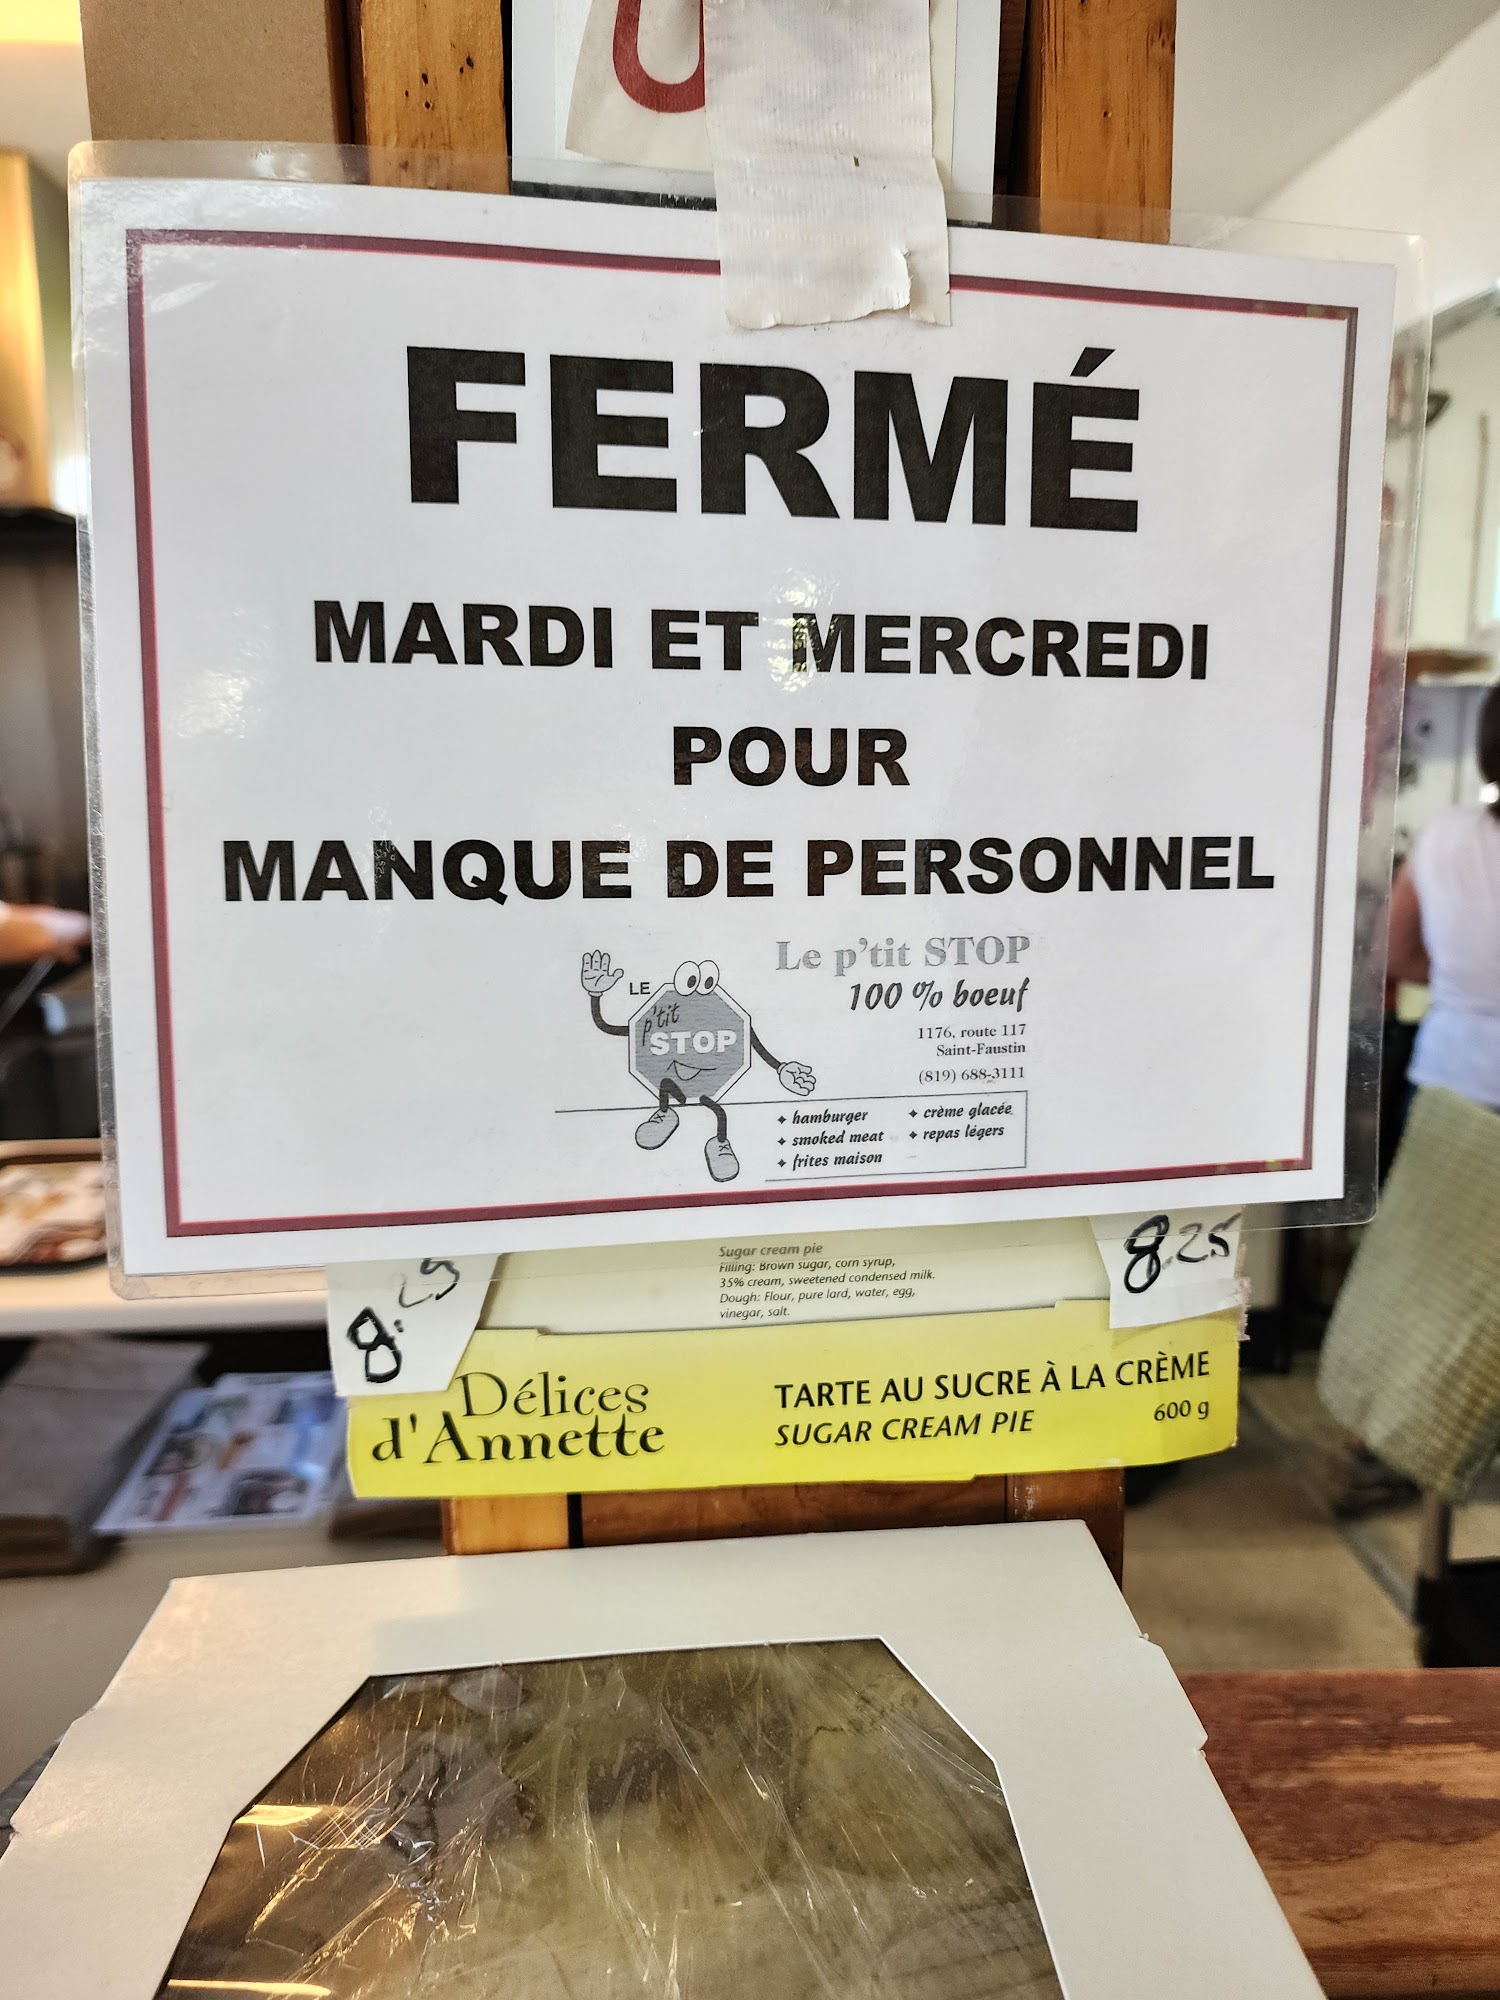 FERMÉ
MARDI ET MERCREDI
POUR
MANQUE DE PERSONNEL
LE
p'tit
STOP
Le p'tit STOP
100 % boeuf
1176, route 117
Saint-Faustin
(819) 688-3111
hamburger
smoked meat
frites maison
crème glacée
repas légers
8.25
8.25
Sugar cream pie
Filling: Brown sugar, corn syrup,
35% cream, sweetened condensed milk.
Dough: Flour, pure lard, water, egg,
vinegar, salt.
Délices
d'Annette
TARTE AU SUCRE À LA CRÈME
SUGAR CREAM PIE
600 g